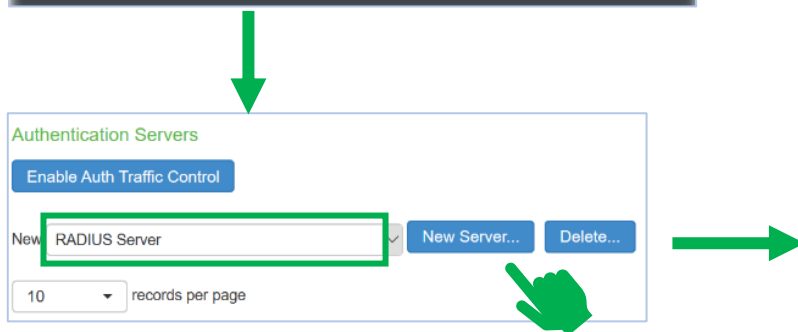 Authentication Servers
Enable Auth Traffic Control
New RADIUS Server New Server... Delete...
10 records per page